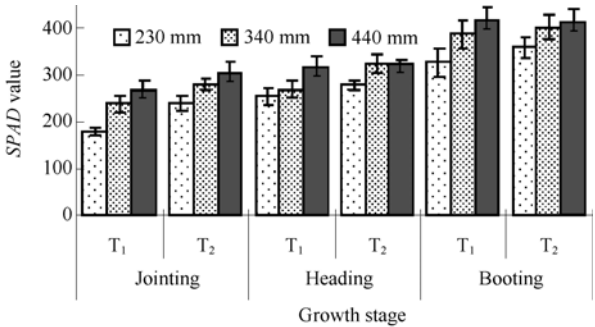 400
300
200
100
0
SPAD value
230 mm 340 mm 440 mm
T₁ T₂ T₁ T₂ T₁ T₂
Jointing Heading Booting
Growth stage